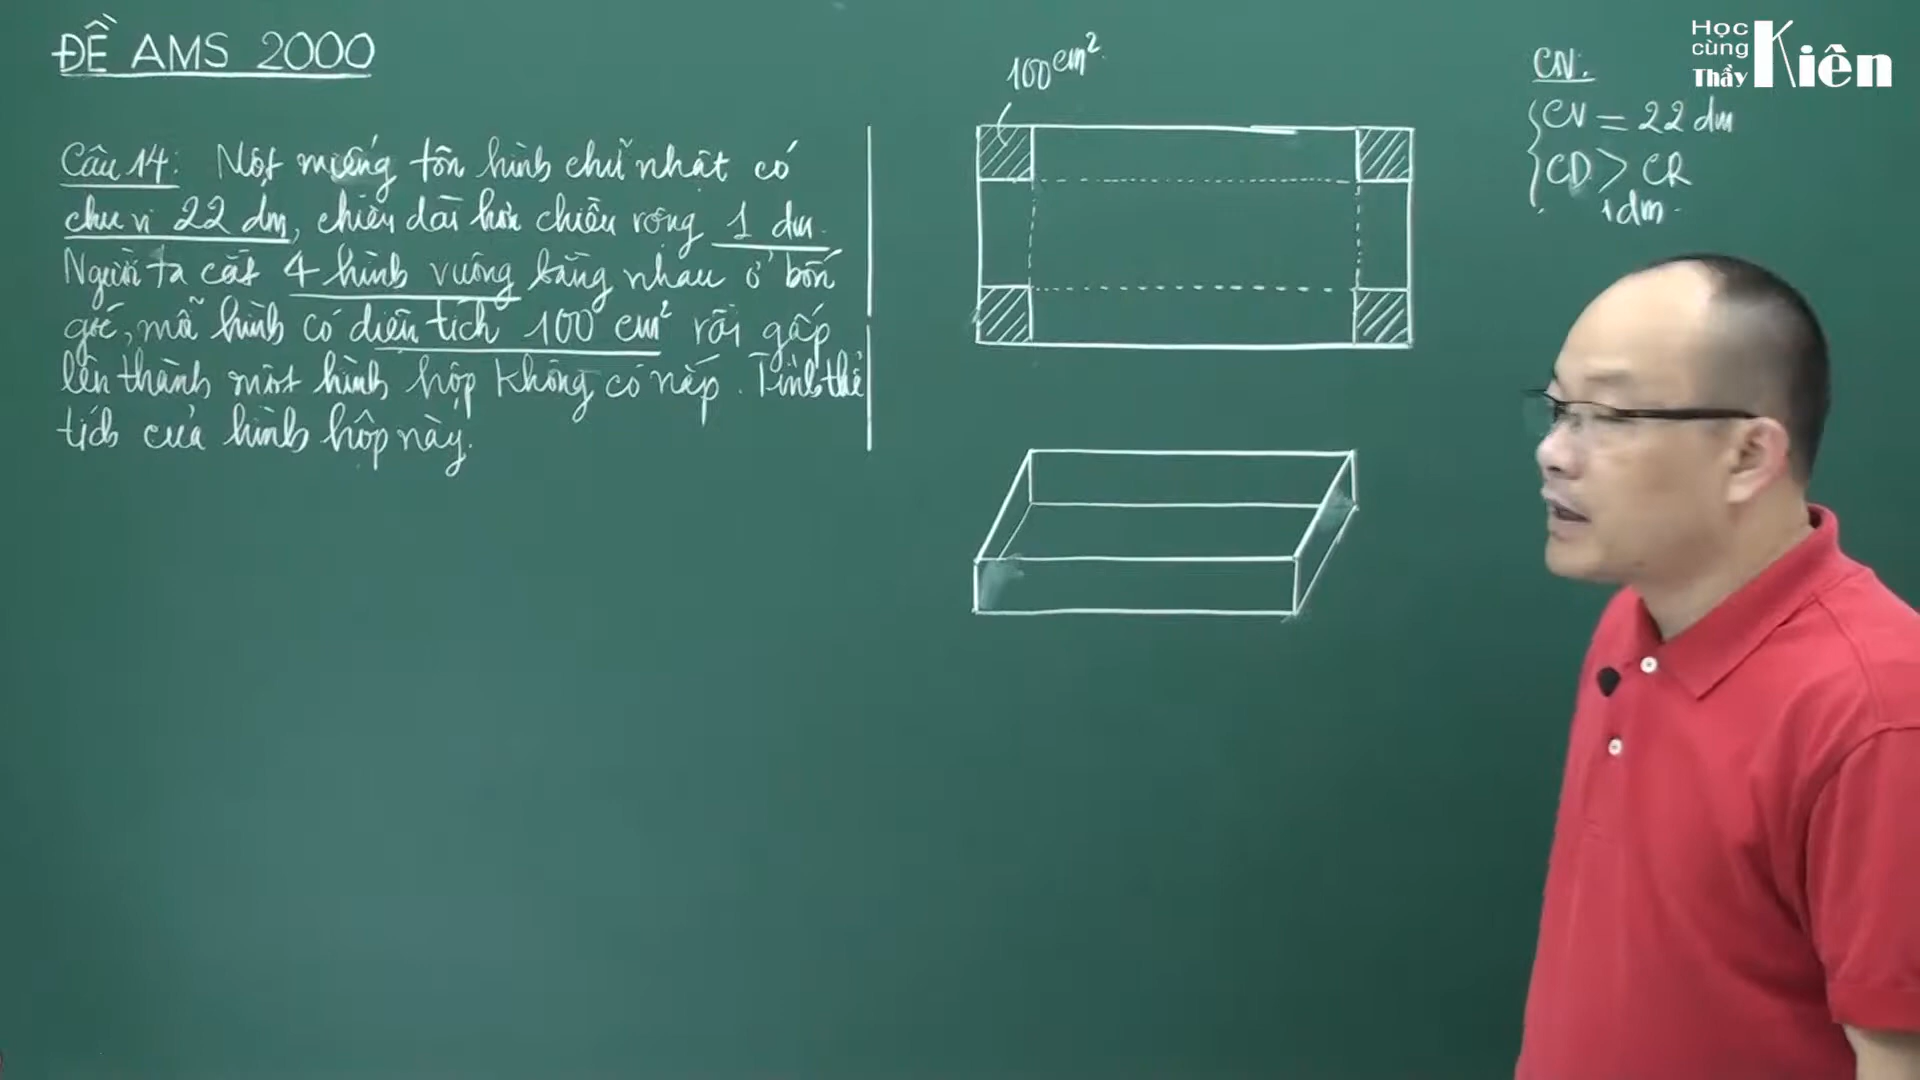 ĐỀ AMS 2000
Câu 14: Một miếng tôn hình chữ nhật có
chu vi 22 dm, chiều dài hơn chiều rộng 1 dm.
Người ta cắt 4 hình vuông bằng nhau ở bốn
góc, mỗi hình có diện tích 100 cm² rồi gấp
lên thành một hình hộp không có nắp. Tính thể
tích của hình hộp này.
100 cm²
CN:
CV = 22 dm
CD > CR
1dm.
Học
cùng
Thầy Kiên